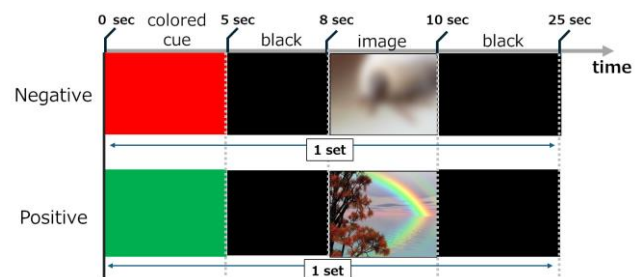 0 sec
colored
cue
5 sec
black
8 sec
image
10 sec
black
25 sec
time
Negative
1 set
Positive
1 set